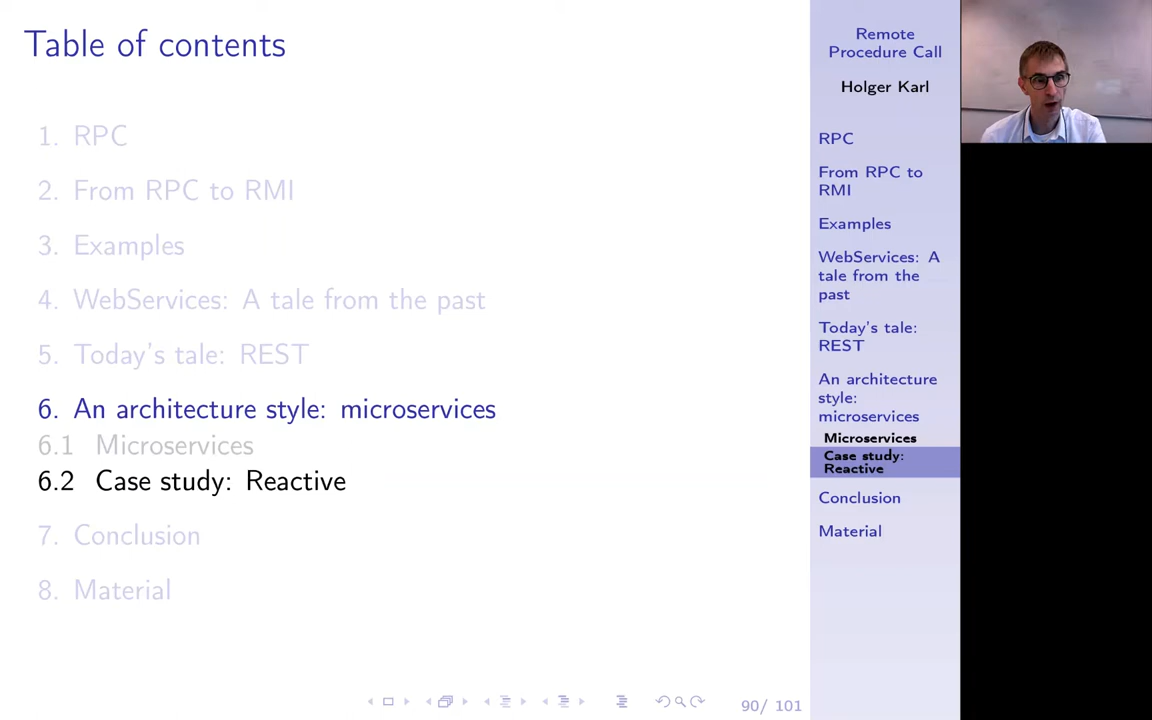 Table of contents
1. RPC
2. From RPC to RMI
3. Examples
4. WebServices: A tale from the past
5. Today's tale: REST
6. An architecture style: microservices
6.1 Microservices
6.2 Case study: Reactive
7. Conclusion
8. Material
90/ 101
Remote
Procedure Call
Holger Karl
RPC
From RPC to
RMI
Examples
WebServices: A
tale from the
past
Today's tale:
REST
An architecture
style:
microservices
Microservices
Case study:
Reactive
Conclusion
Material